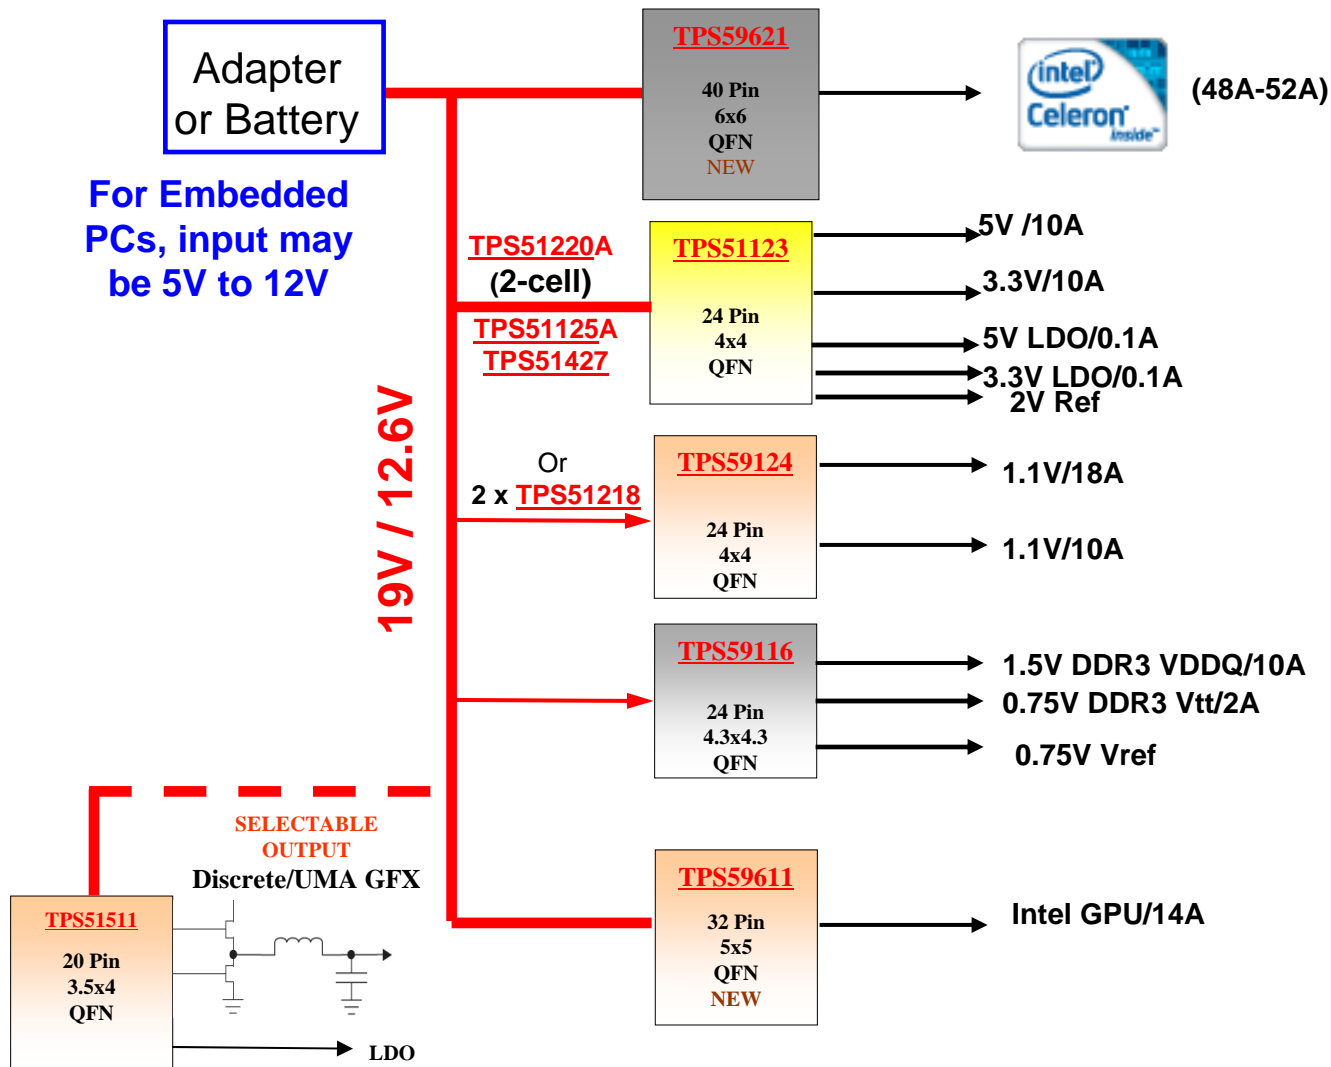 Adapter
or Battery
For Embedded
PCs, input may
be 5V to 12V
19V / 12.6V
TPS59621
40 Pin
6x6
QFN
NEW
intel
Celeron
inside™
(48A-52A)
TPS51220A
(2-cell)
TPS51125A
TPS51427
TPS51123
24 Pin
4x4
QFN
5V /10A
3.3V/10A
5V LDO/0.1A
3.3V LDO/0.1A
2V Ref
Or
2 x TPS51218
TPS59124
24 Pin
4x4
QFN
1.1V/18A
1.1V/10A
TPS59116
24 Pin
4.3x4.3
QFN
1.5V DDR3 VDDQ/10A
0.75V DDR3 Vtt/2A
0.75V Vref
SELECTABLE
OUTPUT
Discrete/UMA GFX
TPS51511
20 Pin
3.5x4
QFN
LDO
TPS59611
32 Pin
5x5
QFN
NEW
Intel GPU/14A